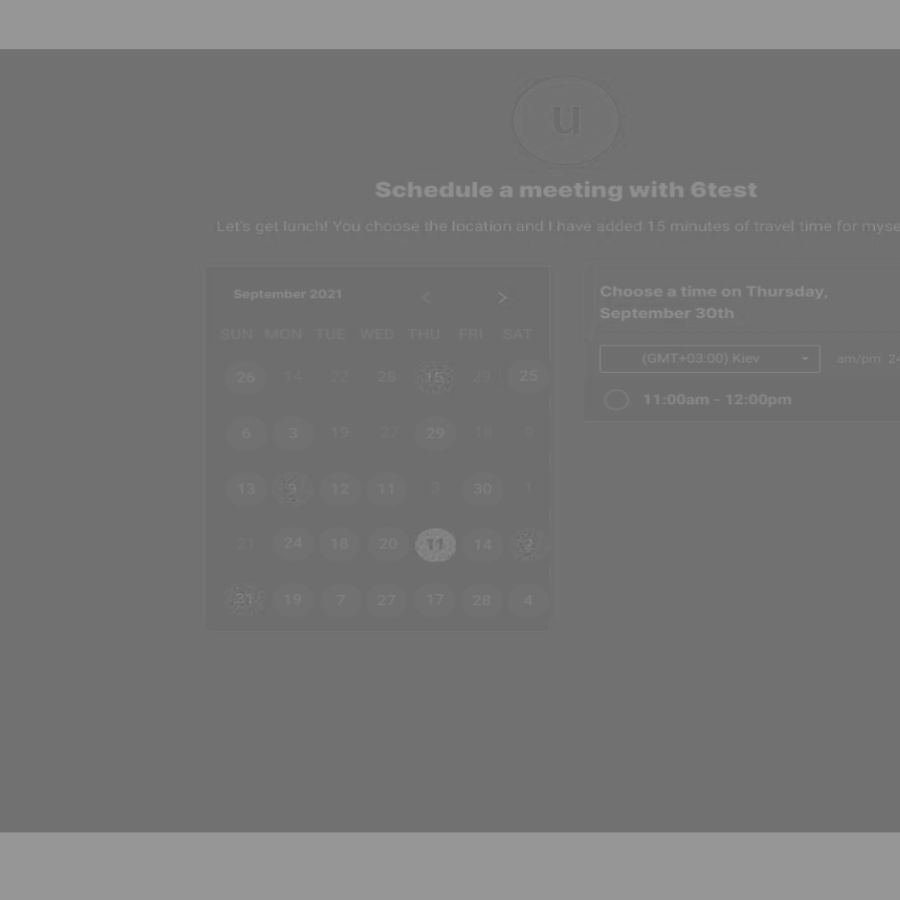 u
Schedule a meeting with 6test
Let's get lunch! You choose the location and I have added 15 minutes of travel time for myse
September 2021
SUN MON TUE WED THU FRI SAT
26 14 22 28 15 29 25
6 3 19 27 29 16 9
13 9 12 11 3 30 1
21 24 18 20 11 14 2
31 19 7 27 17 28 4
Choose a time on Thursday,
September 30th
(GMT+03:00) Kiev am/pm 24
11:00am - 12:00pm